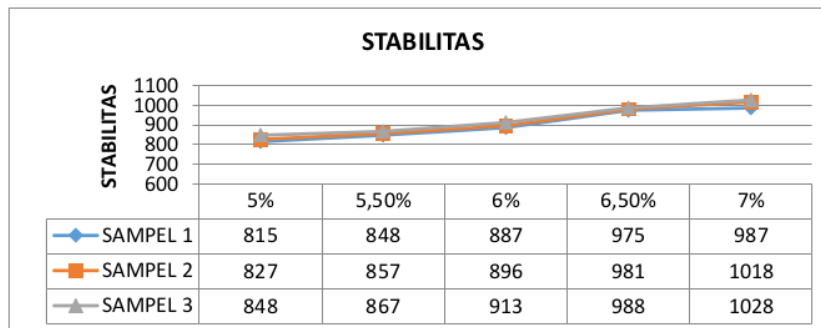 STABILITAS
STABILITAS
1100
1000
900
800
700
600
5% 5,50% 6% 6,50% 7%
SAMPEL 1 815 848 887 975 987
SAMPEL 2 827 857 896 981 1018
SAMPEL 3 848 867 913 988 1028